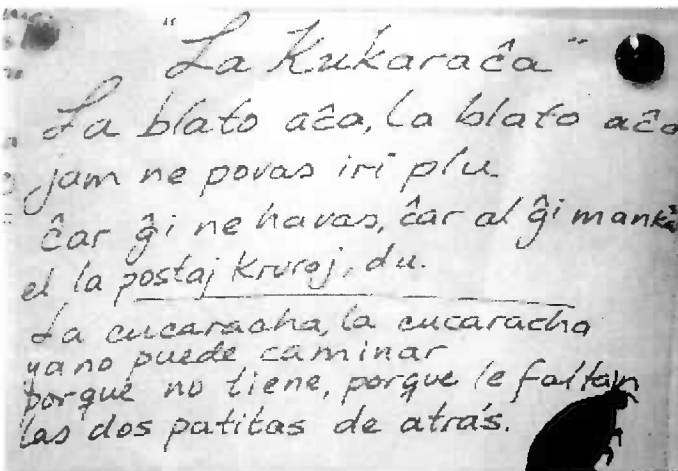 "La Kukaraĉa"
La blato aĉa, La blato aĉa
jam ne povas iri plu
ĉar ĝi ne havas, ĉar al ĝi mankas
el la postaj kruroj, du.
La cucaracha, la cucaracha
ya no puede caminar
porque no tiene, porque le faltan
las dos patitas de atrás.